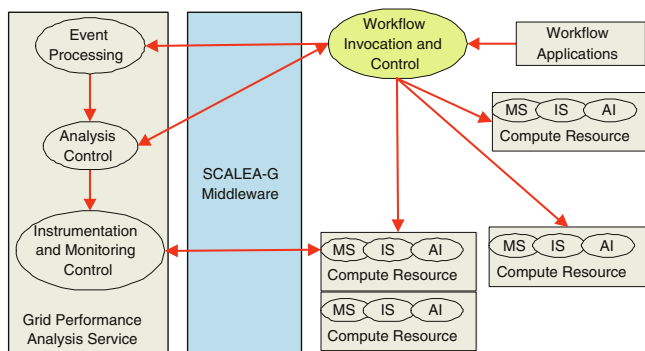 Event
Processing
Analysis
Control
Instrumentation
and Monitoring
Control
Grid Performance
Analysis Service
SCALEA-G
Middleware
Workflow
Invocation and
Control
Workflow
Applications
MS IS AI
Compute Resource
MS IS AI
Compute Resource
MS IS AI
Compute Resource
MS IS AI
Compute Resource